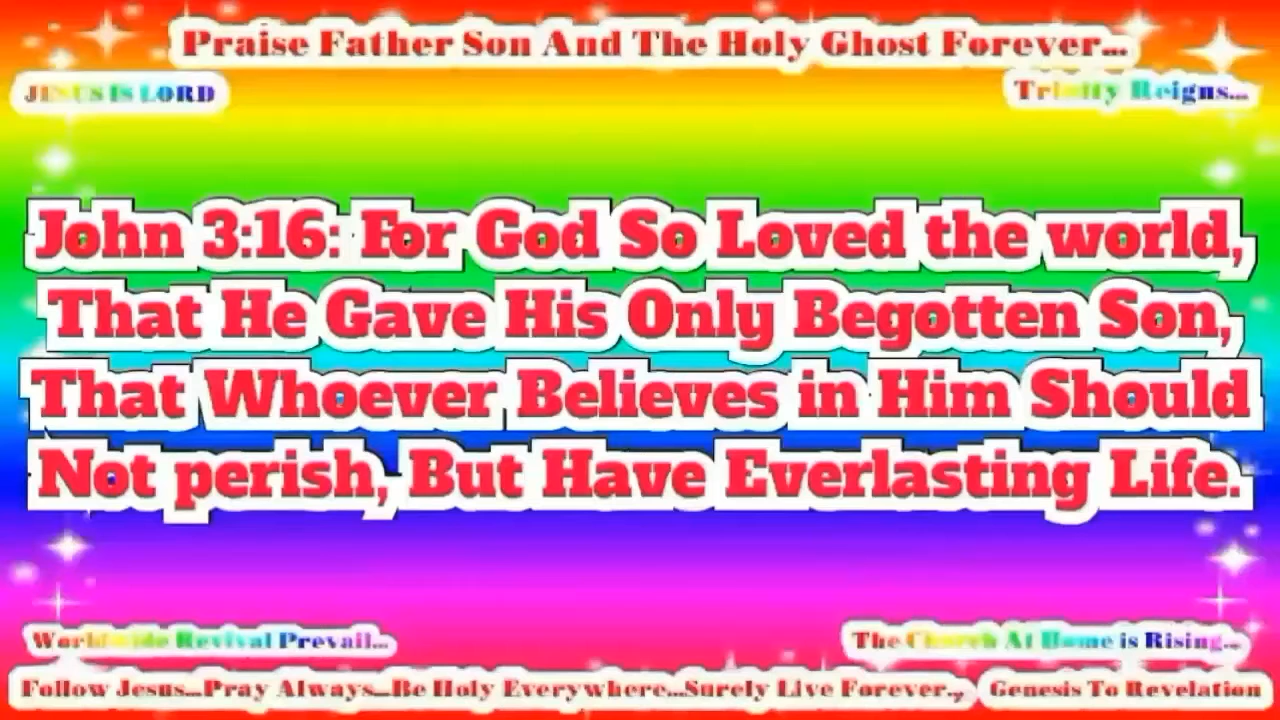 Praise Father Son And The Holy Ghost Forever...
JESUS IS LORD
Trinity Reigns...
John 3:16: For God So Loved the world,
That He Gave His Only Begotten Son,
That Whoever Believes in Him Should
Not perish, But Have Everlasting Life.
Worldwide Revival Prevail...
The Church At Home is Rising...
Follow Jesus...Pray Always...Be Holy Everywhere...Surely Live Forever.., Genesis To Revelation